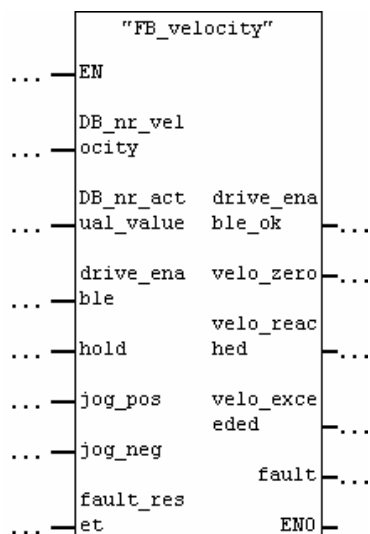 "FB_velocity"
... EN
DB_nr_vel
... ocity
DB_nr_act drive_ena
... ual_value ble_ok ...
drive_ena velo_zero ...
... ble
velo_reac
... hold hed ...
... jog_pos velo_exce
eded ...
... jog_neg
fault ...
fault_res
... et ENO